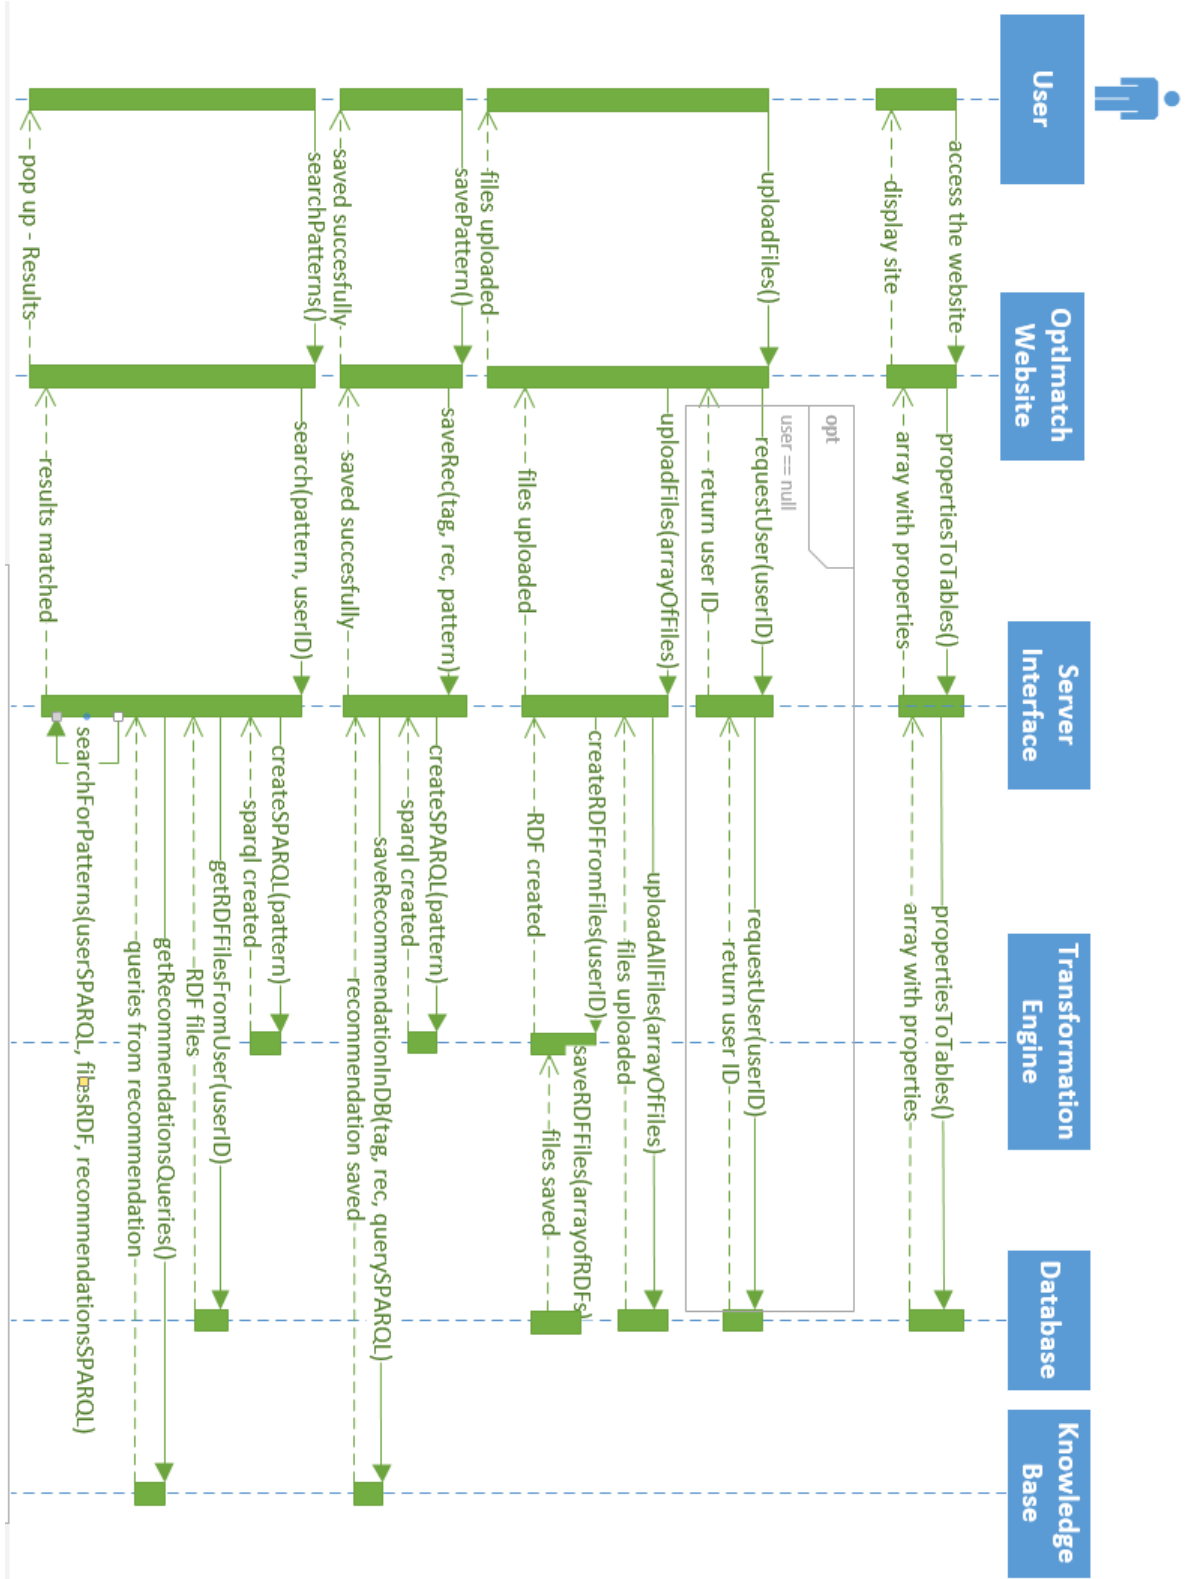 User
OptImatch
Website
Server
Interface
Transformation
Engine
Database
Knowledge
Base
access the website
propertiesToTables()
propertiesToTables()
array with properties
array with properties
display site
opt
user == null
uploadFiles()
requestUser(userID)
requestUser(userID)
return user ID
return user ID
uploadFiles(arrayOfFiles)
uploadAllFiles(arrayOfFiles)
files uploaded
createRDFFromFiles(userID)
saveRDFFiles(arrayofRDFs)
files saved
RDF created
files uploaded
files uploaded
savePattern()
saveRec(tag, rec, pattern)
createSPARQL(pattern)
sparql created
saveRecommendationInDB(tag, rec, querySPARQL)
recommendation saved
saved succesfully
saved succesfully
searchPatterns()
search(pattern, userID)
createSPARQL(pattern)
sparql created
getRDFFilesFromUser(userID)
RDF files
getRecommendationsQueries()
queries from recommendation
searchForPatterns(userSPARQL, filesRDF, recommendationsSPARQL)
results matched
pop up - Results